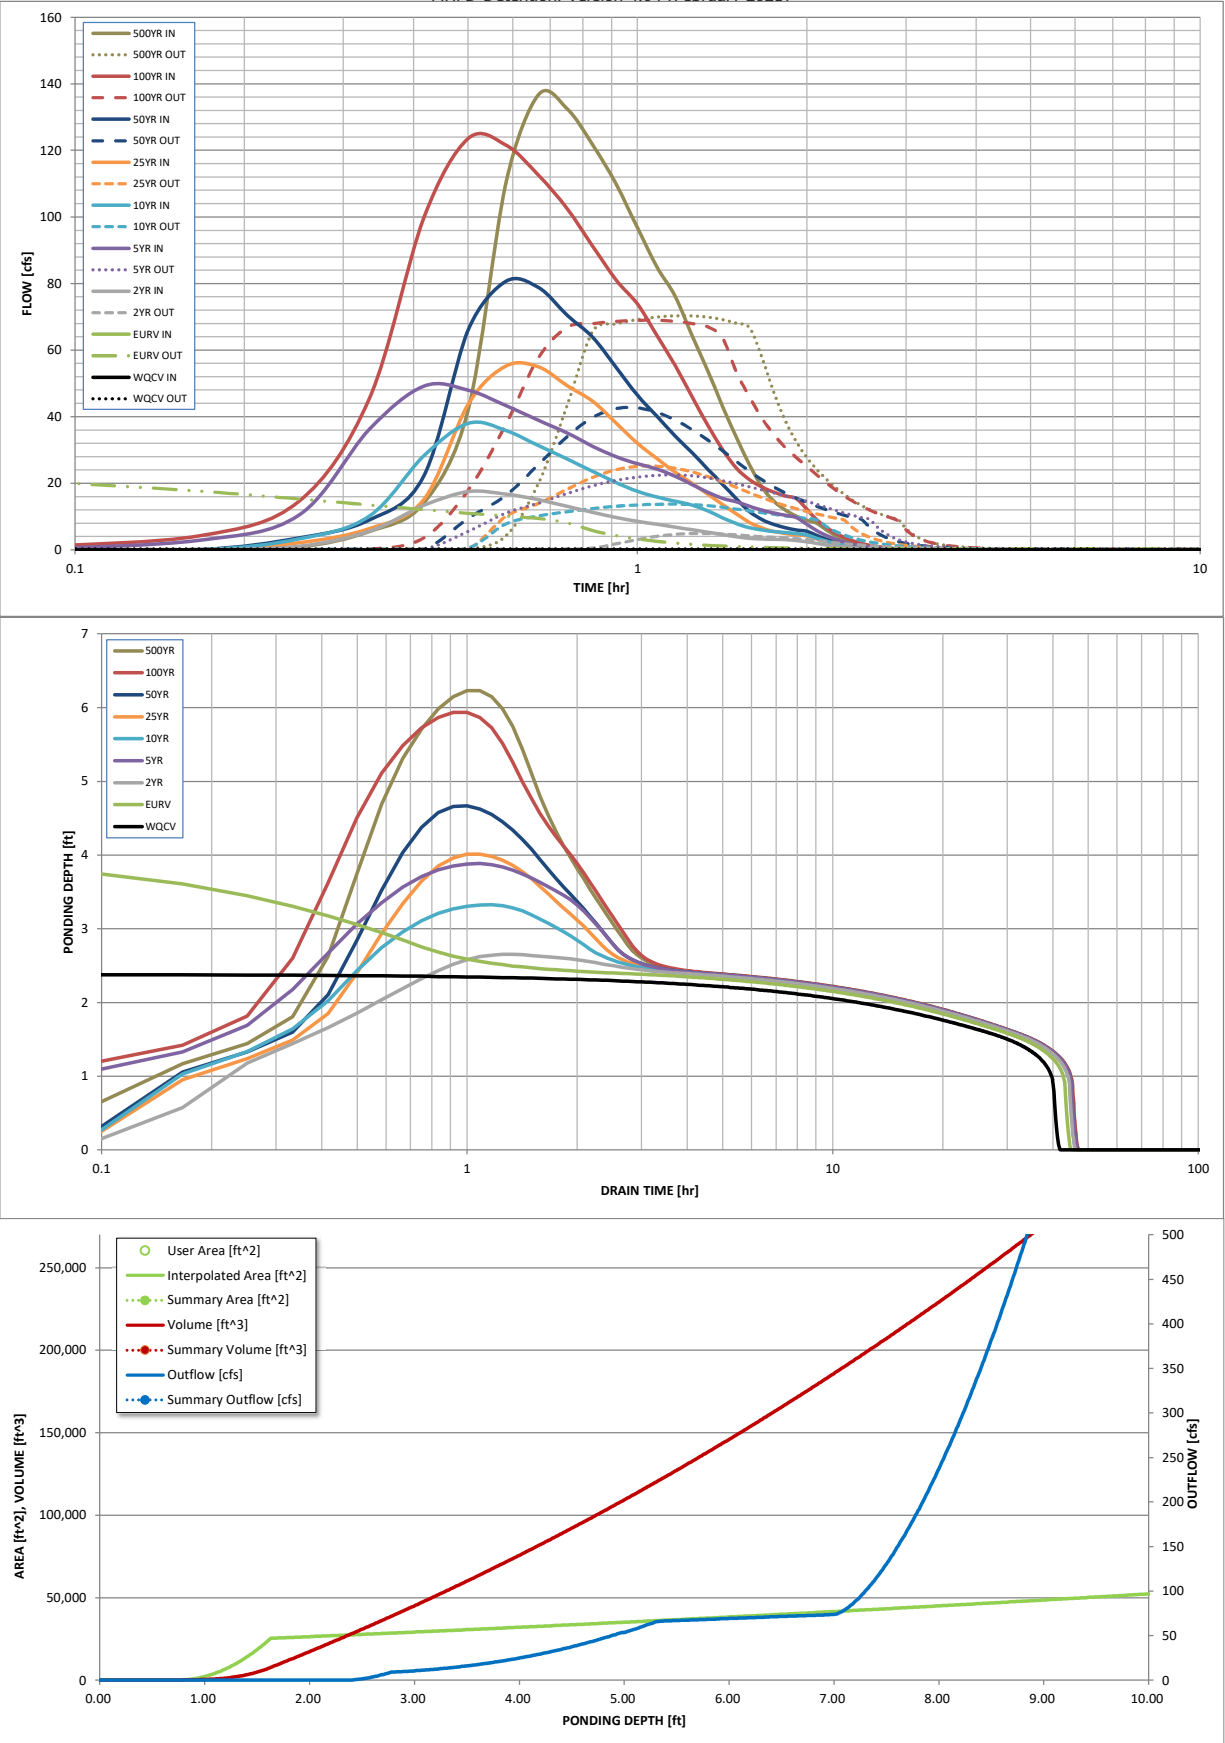 160
140
120
100
80
60
40
20
0
FLOW [cfs]
500YR IN
500YR OUT
100YR IN
100YR OUT
50YR IN
50YR OUT
25YR IN
25YR OUT
10YR IN
10YR OUT
5YR IN
5YR OUT
2YR IN
2YR OUT
EURV IN
EURV OUT
WQCV IN
WQCV OUT
0.1
1
10
TIME [hr]
7
6
5
4
3
2
1
0
PONDING DEPTH [ft]
500YR
100YR
50YR
25YR
10YR
5YR
2YR
EURV
WQCV
0.1
1
10
100
DRAIN TIME [hr]
User Area [ft^2]
Interpolated Area [ft^2]
Summary Area [ft^2]
Volume [ft^3]
Summary Volume [ft^3]
Outflow [cfs]
Summary Outflow [cfs]
250,000
200,000
150,000
100,000
50,000
0
AREA [ft^2], VOLUME [ft^3]
500
450
400
350
300
250
200
150
100
50
0
OUTFLOW [cfs]
0.00
1.00
2.00
3.00
4.00
5.00
6.00
7.00
8.00
9.00
10.00
PONDING DEPTH [ft]